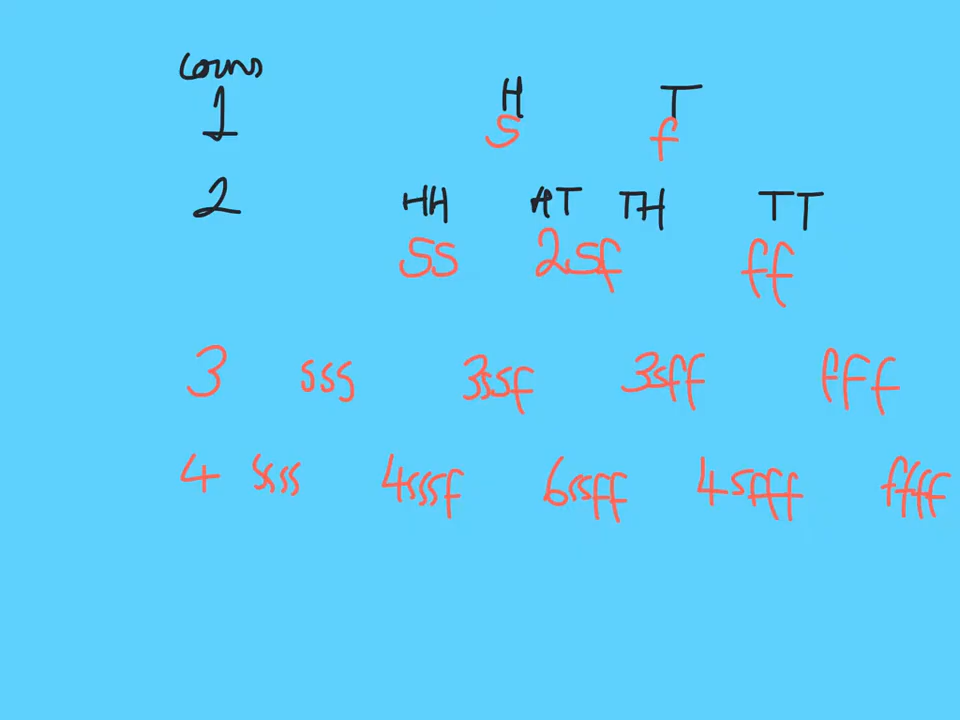 Coins
1 H T
s f
2 HH HT TH TT
ss 2sf ff
3 sss 3ssf 3sff fff
4 ssss 4sssf 6ssff 4sfff ffff